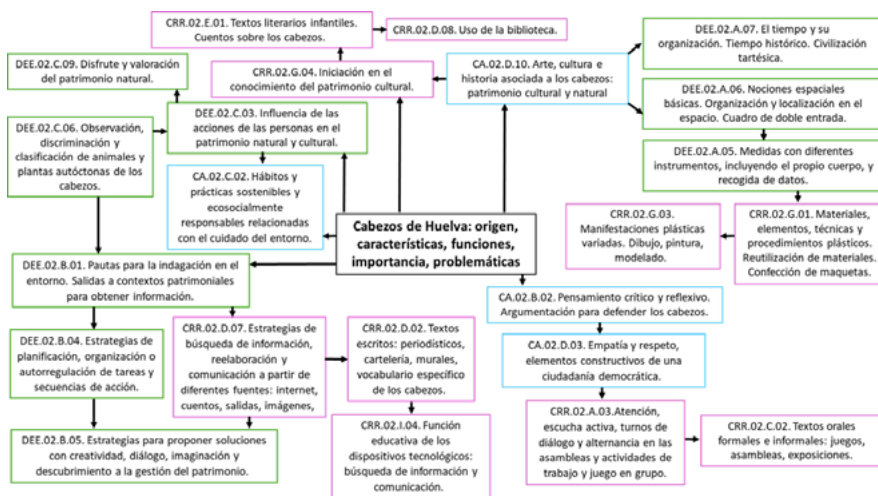 CRR.02.E.01. Textos literarios infantiles.
Cuentos sobre los cabezos.
CRR.02.D.08. Uso de la biblioteca.
DEE.02.A.07. El tiempo y su
organización. Tiempo histórico. Civilización
tartésica.
DEE.02.C.09. Disfrute y valoración
del patrimonio natural.
CRR.02.G.04. Iniciación en el
conocimiento del patrimonio cultural.
CA.02.D.10. Arte, cultura e
historia asociada a los cabezos:
patrimonio cultural y natural
DEE.02.A.06. Nociones espaciales
básicas. Organización y localización en el
espacio. Cuadro de doble entrada.
DEE.02.C.06. Observación,
discriminación y
clasificación de animales y
plantas autóctonas de los
cabezos.
DEE.02.C.03. Influencia de las
acciones de las personas en el
patrimonio natural y cultural.
DEE.02.A.05. Medidas con diferentes
instrumentos, incluyendo el propio cuerpo, y
recogida de datos.
CA.02.C.02. Hábitos y
prácticas sostenibles y
ecosocialmente
responsables relacionadas
con el cuidado del entorno.
Cabezos de Huelva: origen,
características, funciones,
importancia, problemáticas
CRR.02.G.03.
Manifestaciones plásticas
variadas. Dibujo, pintura,
modelado.
CRR.02.G.01. Materiales,
elementos, técnicas y
procedimientos plásticos.
Reutilización de materiales.
Confección de maquetas.
DEE.02.B.01. Pautas para la indagación en el
entorno. Salidas a contextos patrimoniales
para obtener información.
CA.02.B.02. Pensamiento crítico y reflexivo.
Argumentación para defender los cabezos.
DEE.02.B.04. Estrategias de
planificación, organización o
autorregulación de tareas y
secuencias de acción.
CRR.02.D.07. Estrategias de
búsqueda de información,
reelaboración y
comunicación a partir de
diferentes fuentes: internet,
cuentos, salidas, imágenes,
CRR.02.D.02. Textos
escritos: periodísticos,
cartelería, murales,
vocabulario específico
de los cabezos.
CA.02.D.03. Empatía y respeto,
elementos constructivos de una
ciudadanía democrática.
DEE.02.B.05. Estrategias para proponer soluciones
con creatividad, diálogo, imaginación y
descubrimiento a la gestión del patrimonio.
CRR.02.I.04. Función
educativa de los
dispositivos tecnológicos:
búsqueda de información y
comunicación.
CRR.02.A.03.Atención,
escucha activa, turnos de
diálogo y alternancia en las
asambleas y actividades de
trabajo y juego en grupo.
CRR.02.C.02. Textos orales
formales e informales: juegos,
asambleas, exposiciones.